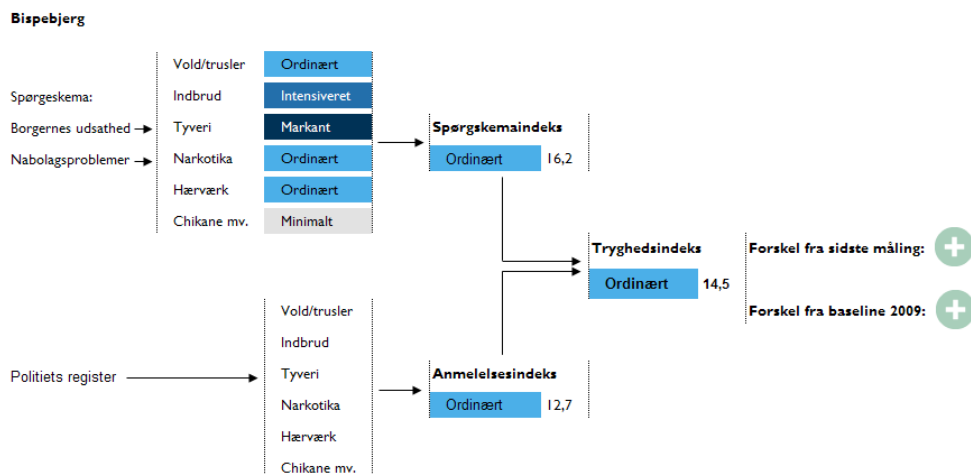 Bispebjerg
Spørgeskema:
Borgernes udsathed
Nabolagsproblemer
Vold/trusler Ordinært
Indbrud Intensiveret
Tyveri Markant
Narkotika Ordinært
Hærværk Ordinært
Chikane mv. Minimalt
Spørgskemaindeks
Ordinært 16,2
Tryghedsindeks
Ordinært 14,5
Forskel fra sidste måling:
Forskel fra baseline 2009:
Politiets register
Vold/trusler
Indbrud
Tyveri
Narkotika
Hærværk
Chikane mv.
Anmelelsesindeks
Ordinært 12,7